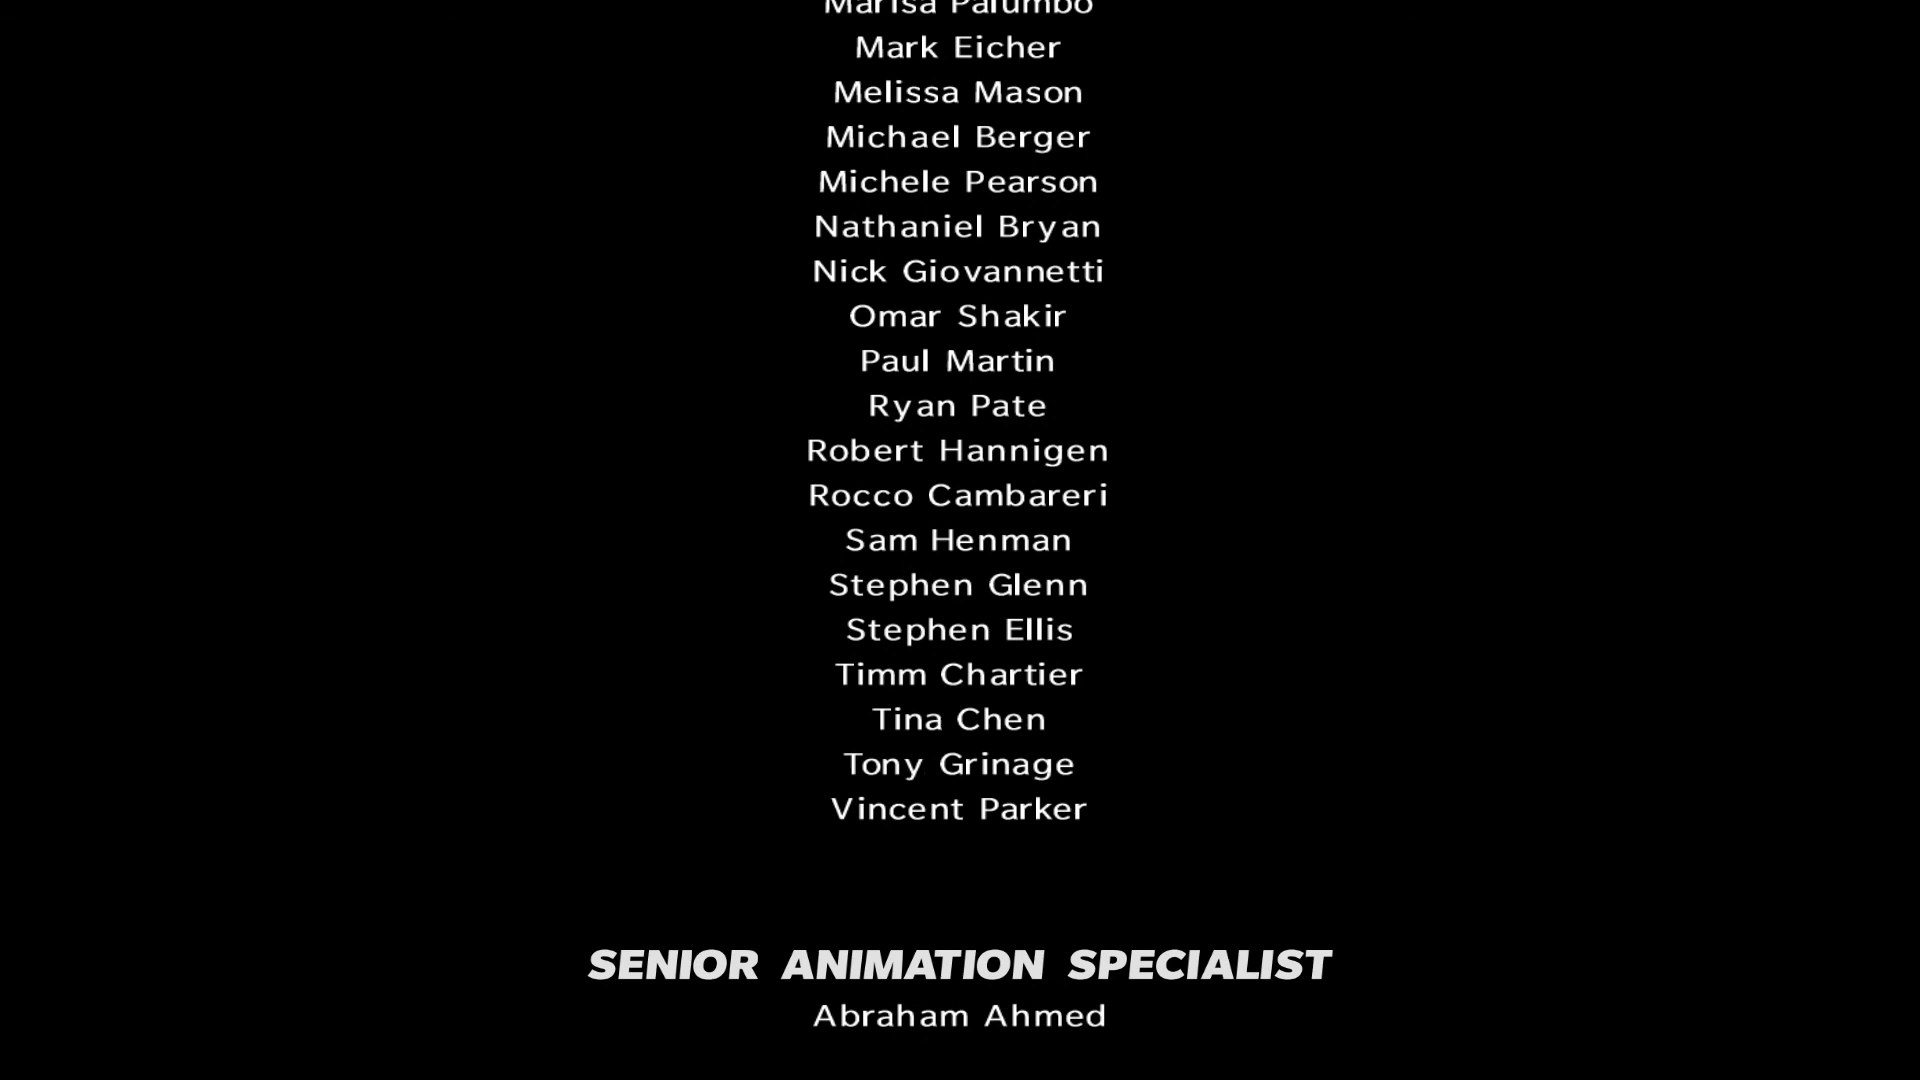 Marisa Palumbo
Mark Eicher
Melissa Mason
Michael Berger
Michele Pearson
Nathaniel Bryan
Nick Giovannetti
Omar Shakir
Paul Martin
Ryan Pate
Robert Hannigen
Rocco Cambareri
Sam Henman
Stephen Glenn
Stephen Ellis
Timm Chartier
Tina Chen
Tony Grinage
Vincent Parker
SENIOR ANIMATION SPECIALIST
Abraham Ahmed